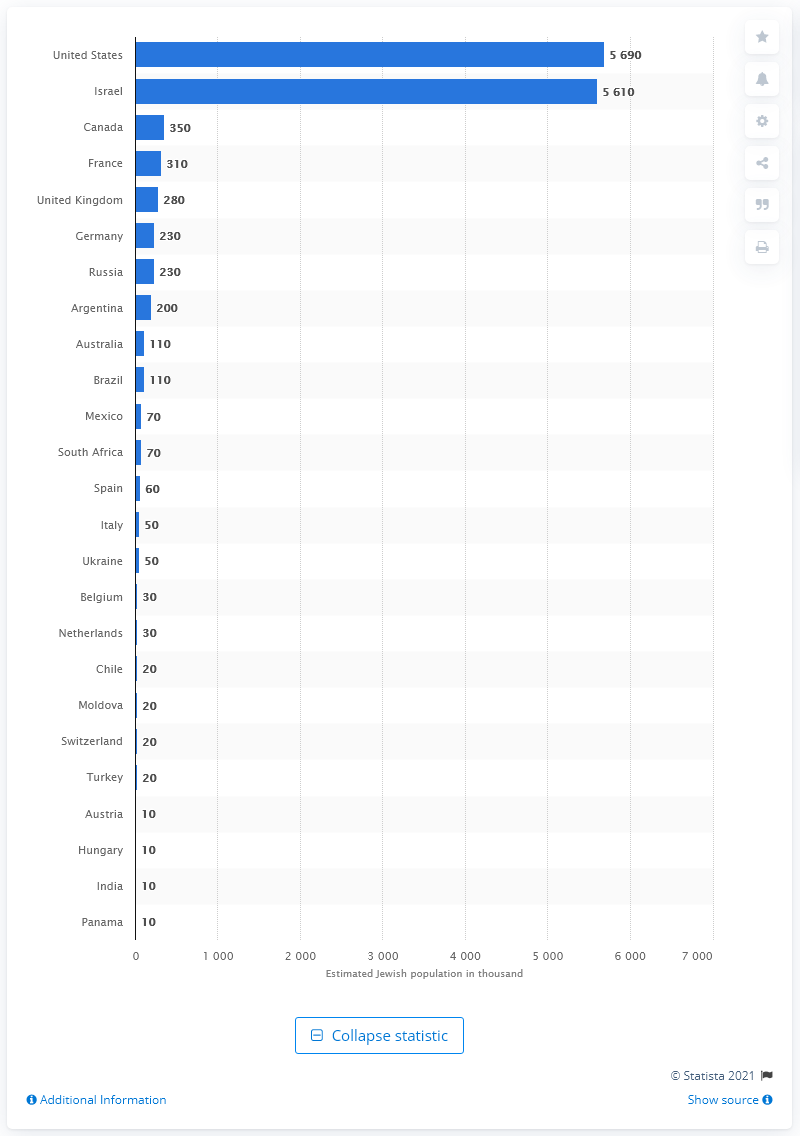 United States 5 690
Israel 5 610
Canada 350
France 310
United Kingdom 280
Germany 230
Russia 230
Argentina 200
Australia 110
Brazil 110
Mexico 70
South Africa 70
Spain 60
Italy 50
Ukraine 50
Belgium 30
Netherlands 30
Chile 20
Moldova 20
Switzerland 20
Turkey 20
Austria 10
Hungary 10
India 10
Panama 10
0 1 000 2 000 3 000 4 000 5 000 6 000 7 000
Estimated Jewish population in thousand
Collapse statistic
© Statista 2021
Additional Information Show source